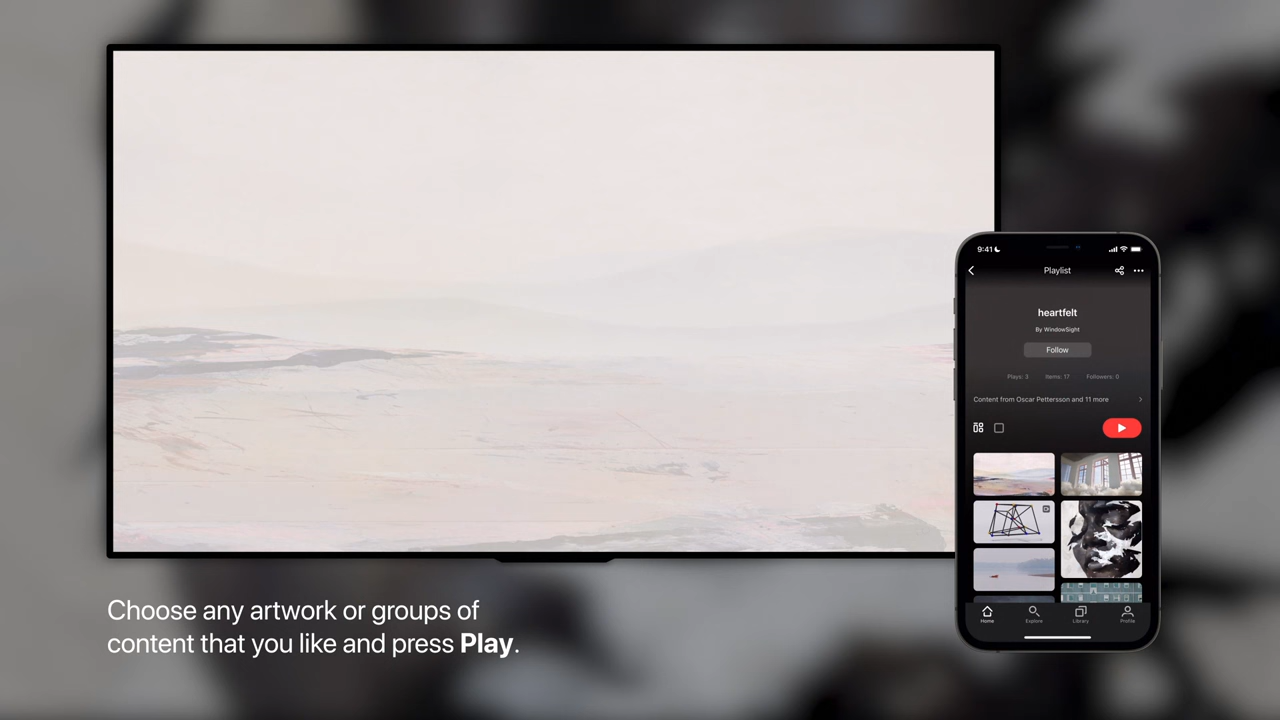 9:41
Playlist
heartfelt
By WindowSight
Follow
Plays: 3 Items: 17 Followers: 0
Content from Oscar Pettersson and 11 more
Home Explore Library Profile
Choose any artwork or groups of
content that you like and press Play.